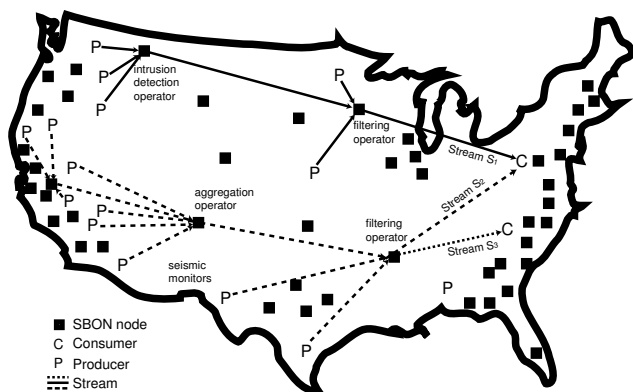 P
P
P
P
intrusion
detection
operator
filtering
operator
Stream S1
C
P
P
P
P
P
P
P
P
aggregation
operator
Stream S2
filtering
operator
Stream S3
C
seismic
monitors
P
P
P
P
SBON node
C Consumer
P Producer
Stream